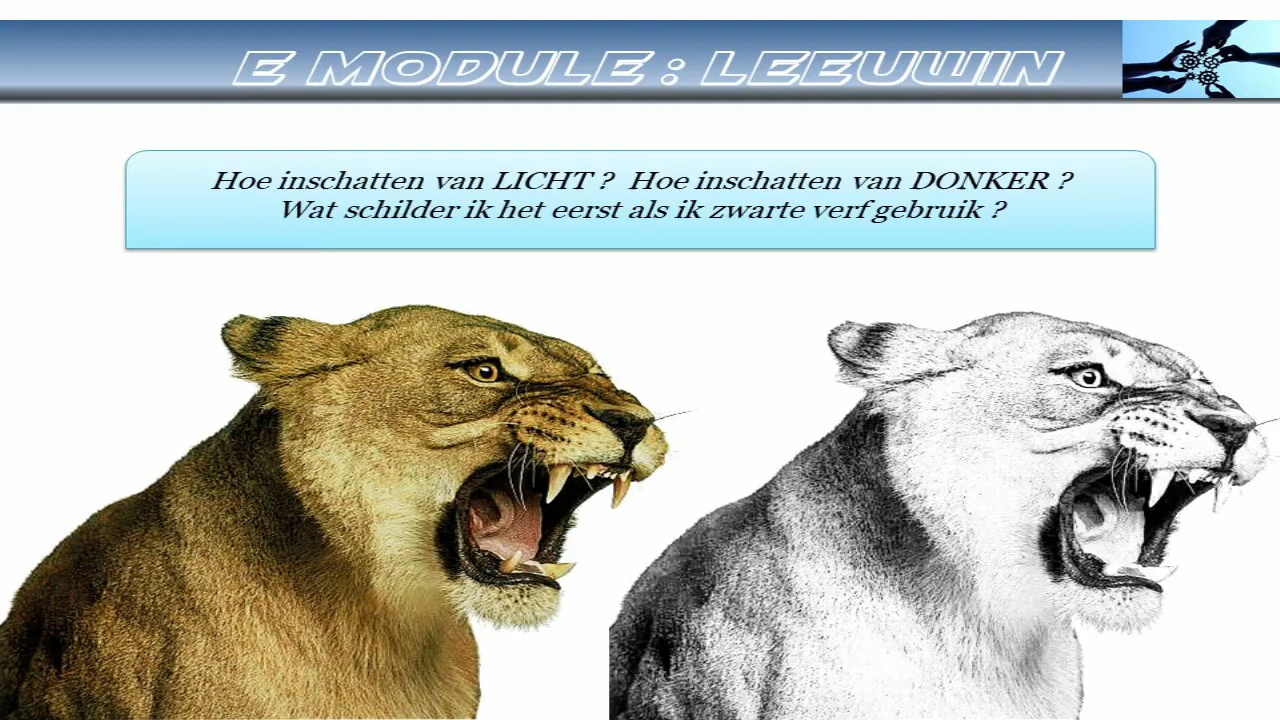 E MODULE : LEEUWIN
Hoe inschatten van LICHT ? Hoe inschatten van DONKER ?
Wat schilder ik het eerst als ik zwarte verf gebruik ?